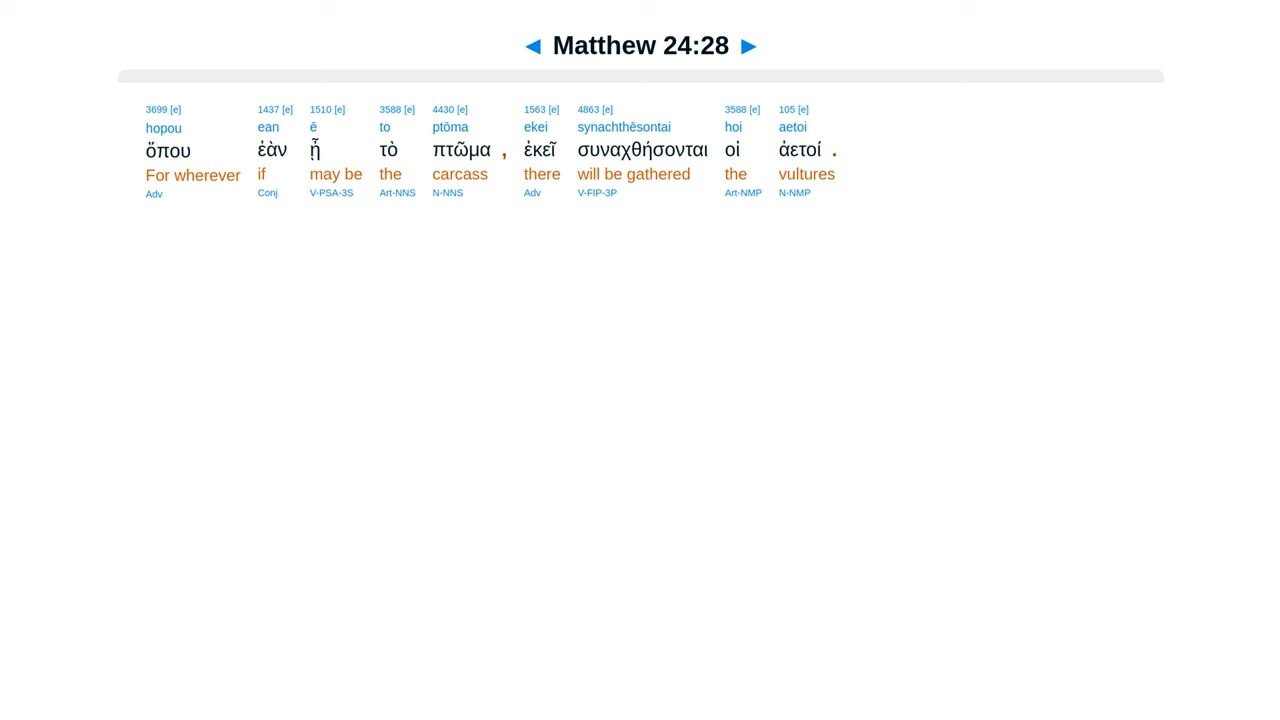 ◄ Matthew 24:28 ►
3699 [e] 1437 [e] 1510 [e] 3588 [e] 4430 [e] 1563 [e] 4863 [e] 3588 [e] 105 [e]
hopou ean ē to ptōma ekei synachthēsontai hoi aetoi
ὅπου ἐὰν ᾖ τὸ πτῶμα , ἐκεῖ συναχθήσονται οἱ ἀετοί .
For wherever if may be the carcass there will be gathered the vultures
Adv Conj V-PSA-3S Art-NNS N-NNS Adv V-FIP-3P Art-NMP N-NMP